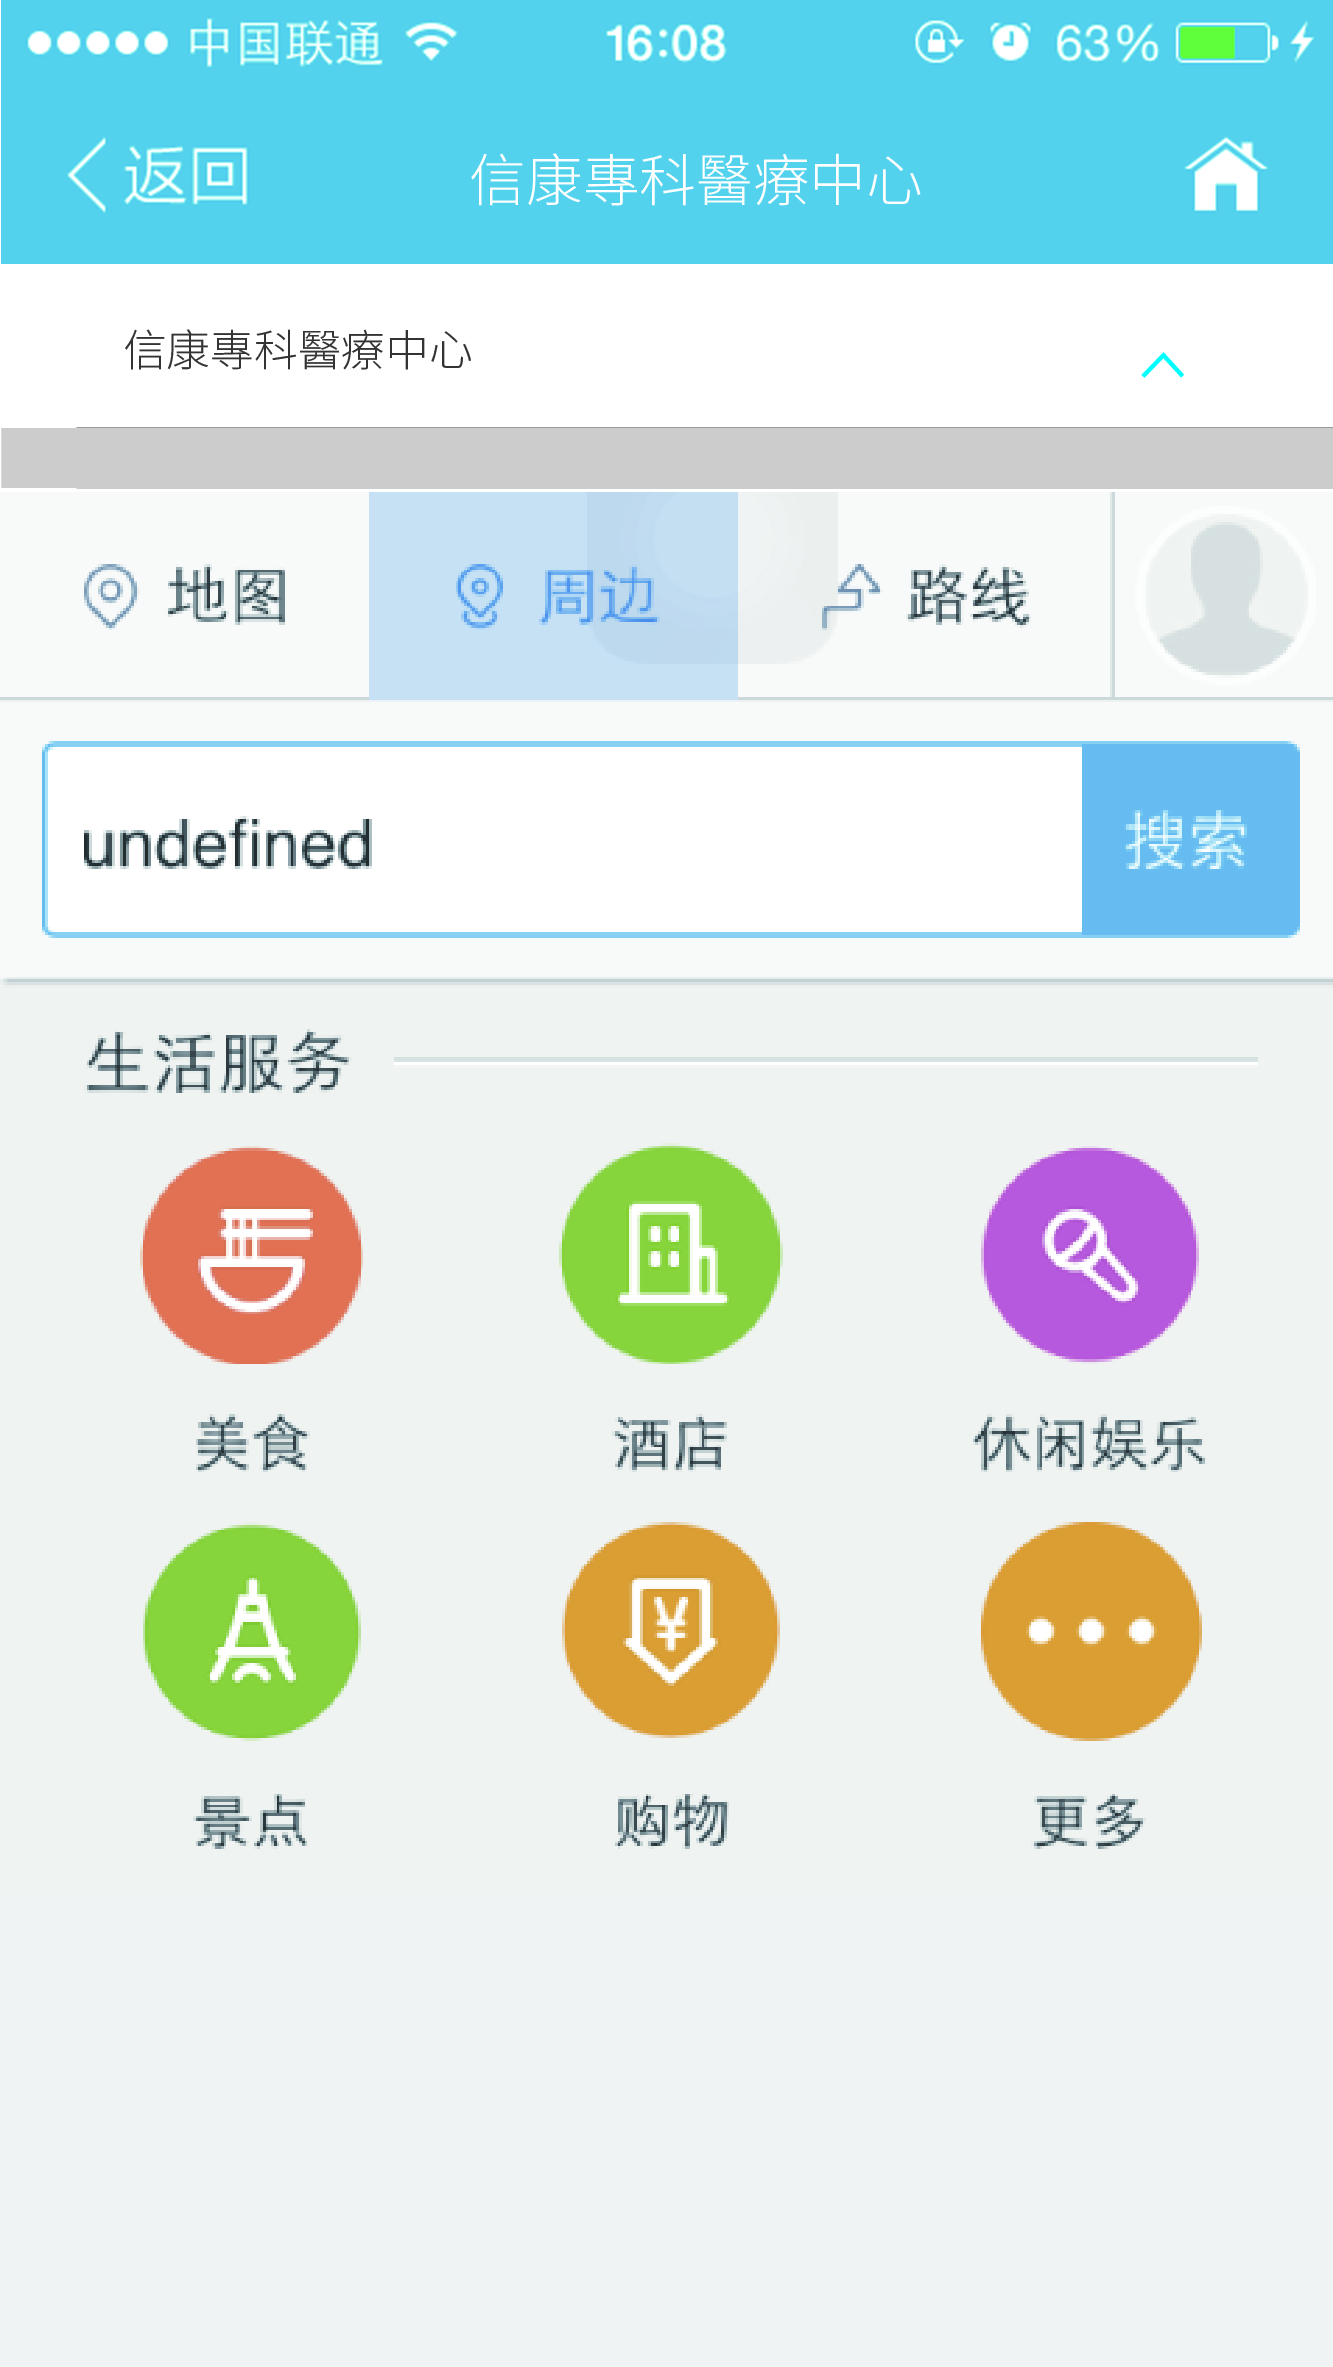 中国联通 16:08 63%
返回 信康專科醫療中心
信康專科醫療中心
地图 周边 路线
undefined 搜索
生活服务
美食 酒店 休闲娱乐
¥
景点 购物 更多